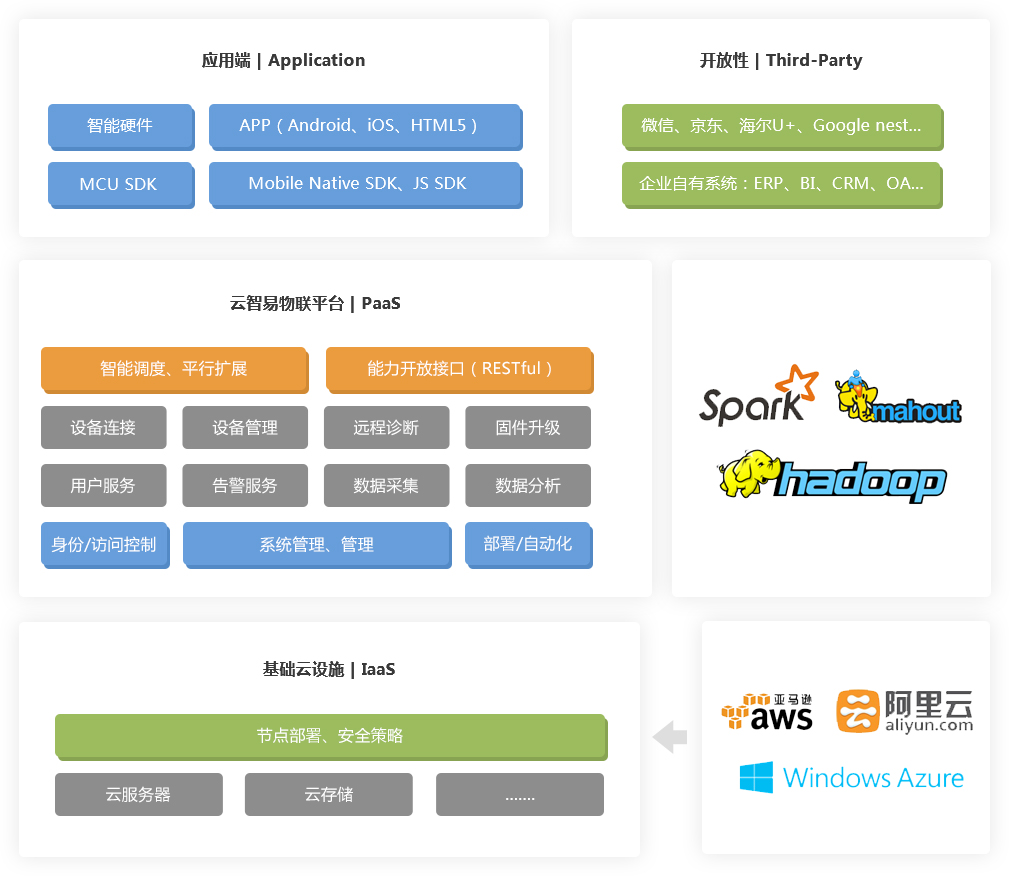 应用端 | Application
智能硬件
APP（Android、iOS、HTML5）
MCU SDK
Mobile Native SDK、JS SDK
开放性 | Third-Party
微信、京东、海尔U+、Google nest...
企业自有系统：ERP、BI、CRM、OA...
云智易物联平台 | PaaS
智能调度、平行扩展
能力开放接口（RESTful）
设备连接
设备管理
远程诊断
固件升级
用户服务
告警服务
数据采集
数据分析
身份/访问控制
系统管理、管理
部署/自动化
Spark
mahout
hadoop
基础云设施 | IaaS
节点部署、安全策略
云服务器
云存储
.......
亚马逊
aws
阿里云
aliyun.com
Windows Azure